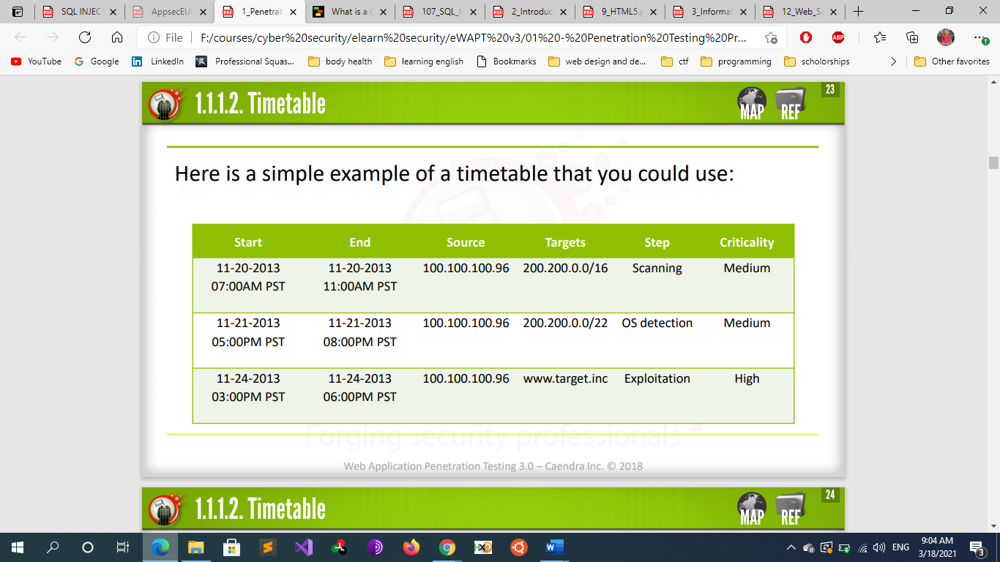 SQL INJECT
AppsecEU0
1_Penetrat
What is a C
107_SQL_In
2_Introduc
9_HTML5.p
3_Informat
12_Web_Se
File
F:/courses/cyber%20security/elearn%20security/eWAPT%20v3/01%20-%20Penetration%20Testing%20Pr...
ABP
YouTube
Google
LinkedIn
Professional Squas...
body health
learning english
Bookmarks
web design and de...
ctf
programming
scholorships
Other favorites
1.1.1.2. Timetable
MAP
REF
23
Here is a simple example of a timetable that you could use:
Start End Source Targets Step Criticality
11-20-2013 11-20-2013 100.100.100.96 200.200.0.0/16 Scanning Medium
07:00AM PST 11:00AM PST
11-21-2013 11-21-2013 100.100.100.96 200.200.0.0/22 OS detection Medium
05:00PM PST 08:00PM PST
11-24-2013 11-24-2013 100.100.100.96 www.target.inc Exploitation High
03:00PM PST 06:00PM PST
Forging security professionals
Web Application Penetration Testing 3.0 – Caendra Inc. © 2018
1.1.1.2. Timetable
MAP
REF
24
ENG
9:04 AM
3/18/2021
3